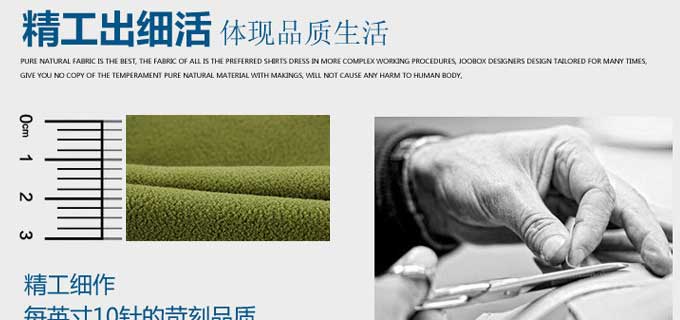 精工出细活 体现品质生活
PURE NATURAL FABRIC IS THE BEST, THE FABRIC OF ALL IS THE PREFERRED SHIRTS DRESS IN MORE COMPLEX WORKING PROCEDURES, JOOBOX DESIGNERS DESIGN TAILORED FOR MANY TIMES,
GIVE YOU NO COPY OF THE TEMPERAMENT PURE NATURAL MATERIAL WITH MAKINGS, WILL NOT CAUSE ANY HARM TO HUMAN BODY,
0cm
1
2
3
精工细作
每英寸10针的苛刻品质